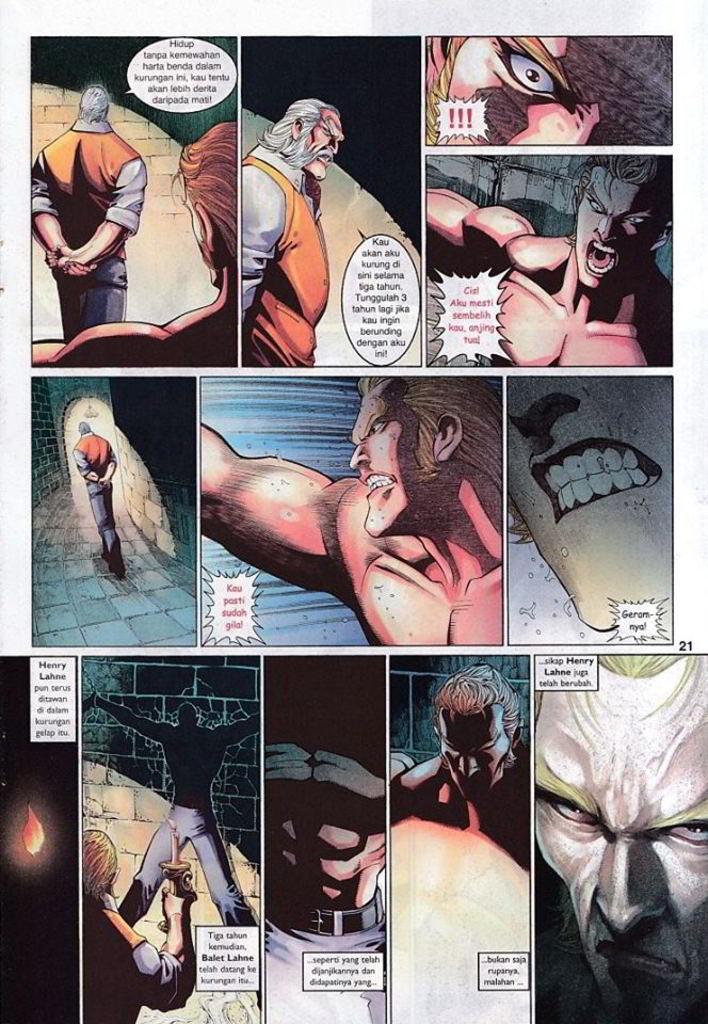 Hidup
tanpa kemewahan
harta benda dalam
kurungan ini, kau tentu
akan lebih derita
daripada mati!
Kau
akan aku
kurung di
sini selama
tiga tahun.
Tunggulah 3
tahun lagi jika
kau ingin
berunding
dengan aku
ini!
!!!
Cis!
Aku mesti
sembelih
kau, anjing
tua!
Kau
pasti
sudah
gila!
Geram-
nya!
21
Henry
Lahne
pun terus
ditawan
di dalam
kurungan
gelap itu.
Tiga tahun
kemudian,
Balet Lahne
telah datang ke
kurungan itu...
...seperti yang telah
dijanjikannya dan
didapatinya yang...
...bukan saja
rupanya,
malahan ...
...sikap Henry
Lahne juga
telah berubah.